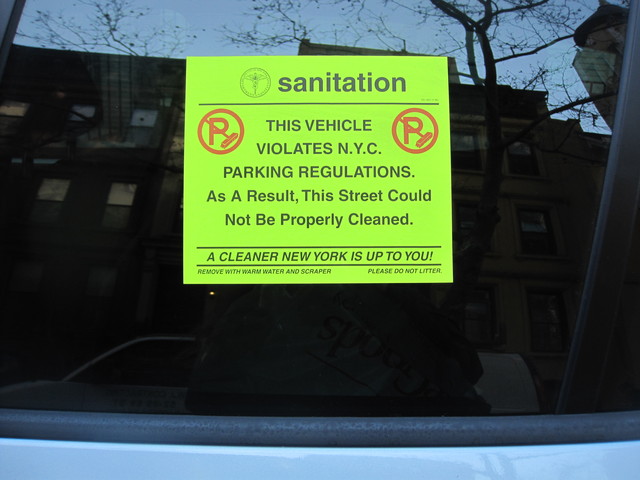 sanitation
THIS VEHICLE
VIOLATES N.Y.C.
PARKING REGULATIONS.
As A Result, This Street Could
Not Be Properly Cleaned.
A CLEANER NEW YORK IS UP TO YOU!
REMOVE WITH WARM WATER AND SCRAPER PLEASE DO NOT LITTER.